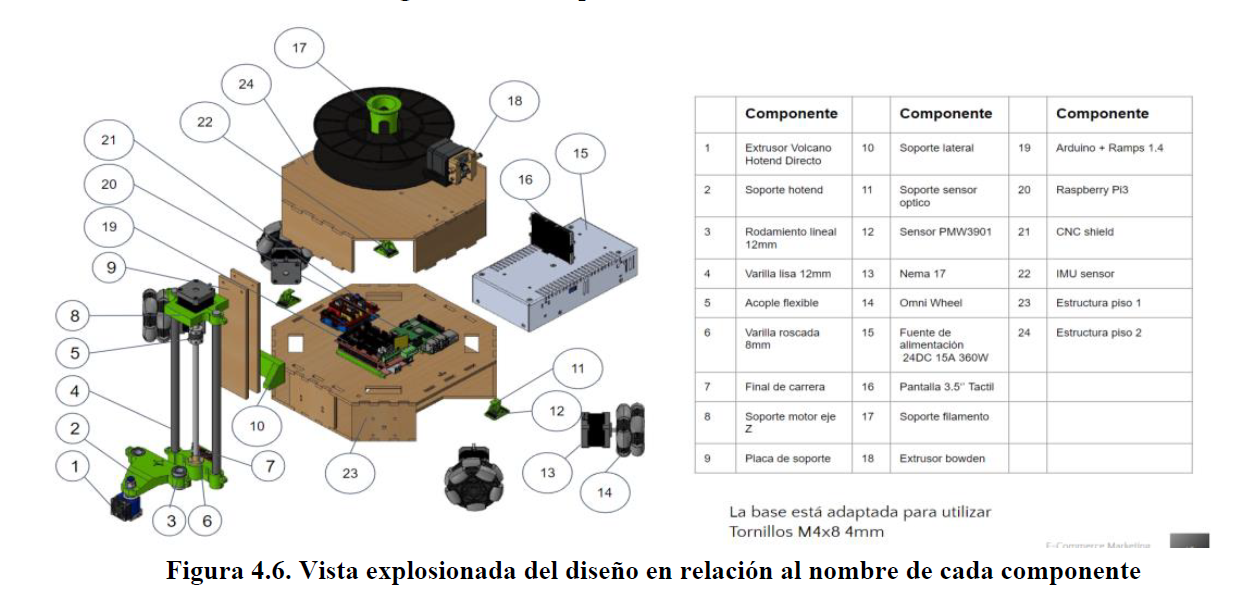 17
24
18
22
21
15
16
20
19
9
8
5
4
2
1
3
6
7
10
23
11
12
13
14
Componente Componente Componente
1 Extrusor Volcano Hotend Directo 10 Soporte lateral 19 Arduino + Ramps 1.4
2 Soporte hotend 11 Soporte sensor optico 20 Raspberry Pi3
3 Rodamiento lineal 12mm 12 Sensor PMW3901 21 CNC shield
4 Varilla lisa 12mm 13 Nema 17 22 IMU sensor
5 Acople flexible 14 Omni Wheel 23 Estructura piso 1
6 Varilla roscada 8mm 15 Fuente de alimentación 24DC 15A 360W 24 Estructura piso 2
7 Final de carrera 16 Pantalla 3.5" Tactil
8 Soporte motor eje Z 17 Soporte filamento
9 Placa de soporte 18 Extrusor bowden
La base está adaptada para utilizar
Tornillos M4x8 4mm
E-Commerce Marketing
Figura 4.6. Vista explosionada del diseño en relación al nombre de cada componente